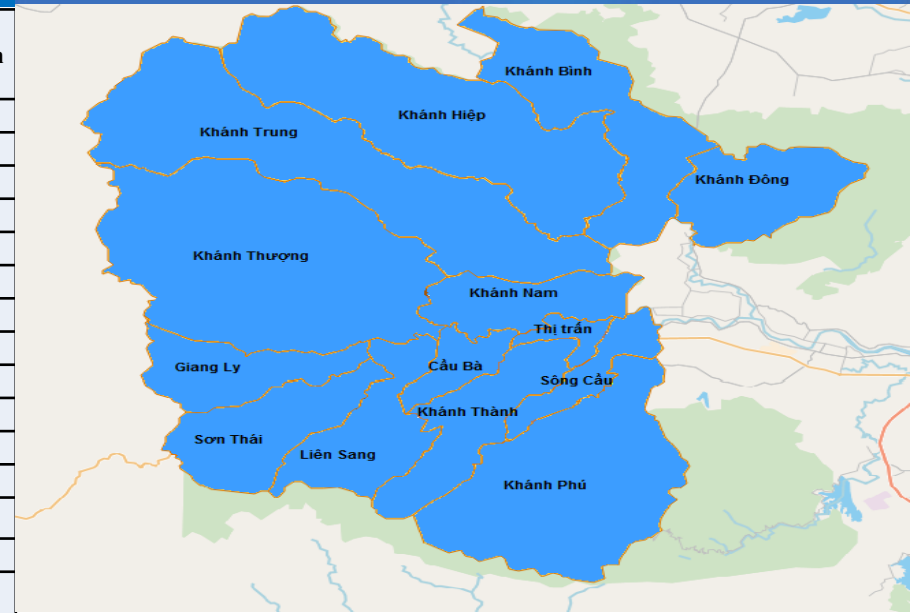 Khánh Bình
Khánh Hiệp
Khánh Trung
Khánh Đông
Khánh Thượng
Khánh Nam
Thị trấn
Giang Ly
Cầu Bà
Sông Cầu
Khánh Thành
Sơn Thái
Liên Sang
Khánh Phú